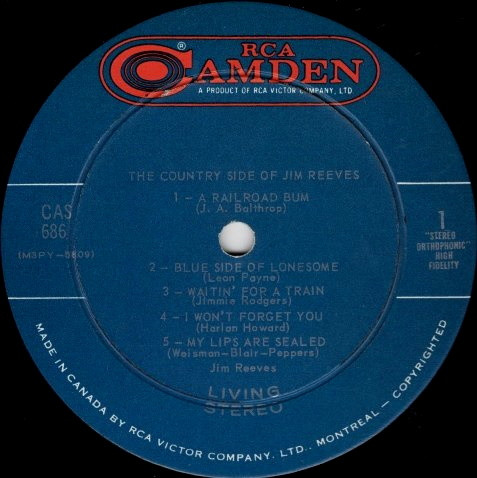 RCA
CAMDEN
®
A PRODUCT OF RCA VICTOR COMPANY, LTD.
THE COUNTRY SIDE OF JIM REEVES
1 – A RAILROAD BUM
(J. A. Balthrop)
CAS
686
(M3PY-5809)
1
"STEREO
ORTHOPHONIC"
HIGH
FIDELITY
2 – BLUE SIDE OF LONESOME
(Leon Payne)
3 – WAITIN' FOR A TRAIN
(Jimmie Rodgers)
4 – I WON'T FORGET YOU
(Harlan Howard)
5 – MY LIPS ARE SEALED
(Weisman–Blair–Peppers)
Jim Reeves
LIVING
STEREO
MADE IN CANADA BY RCA VICTOR COMPANY, LTD., MONTREAL – COPYRIGHTED